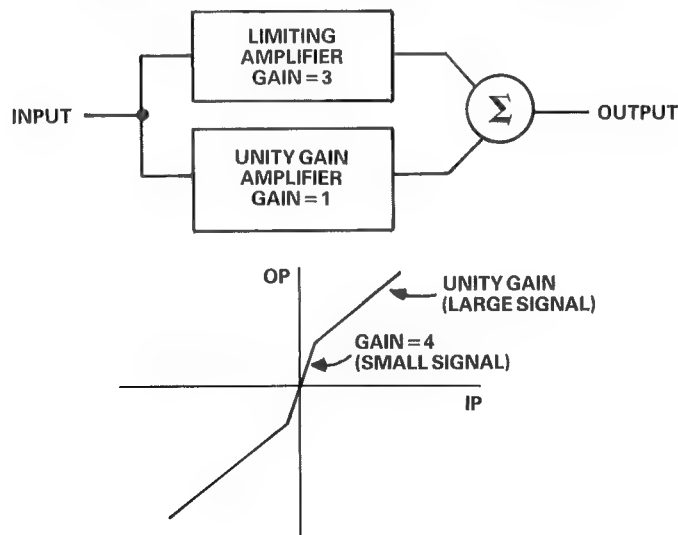 LIMITING
AMPLIFIER
GAIN = 3
INPUT
Σ
OUTPUT
UNITY GAIN
AMPLIFIER
GAIN = 1
OP
UNITY GAIN
(LARGE SIGNAL)
GAIN = 4
(SMALL SIGNAL)
IP